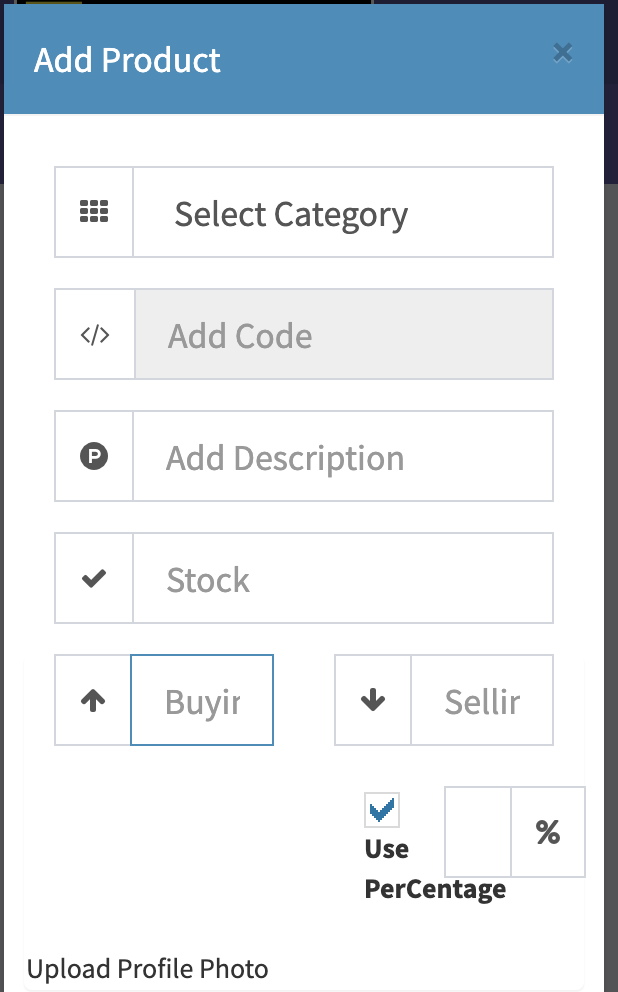 Add Product
×
Select Category
</> Add Code
P Add Description
Stock
Buyir Sellir
%
Use
PerCentage
Upload Profile Photo